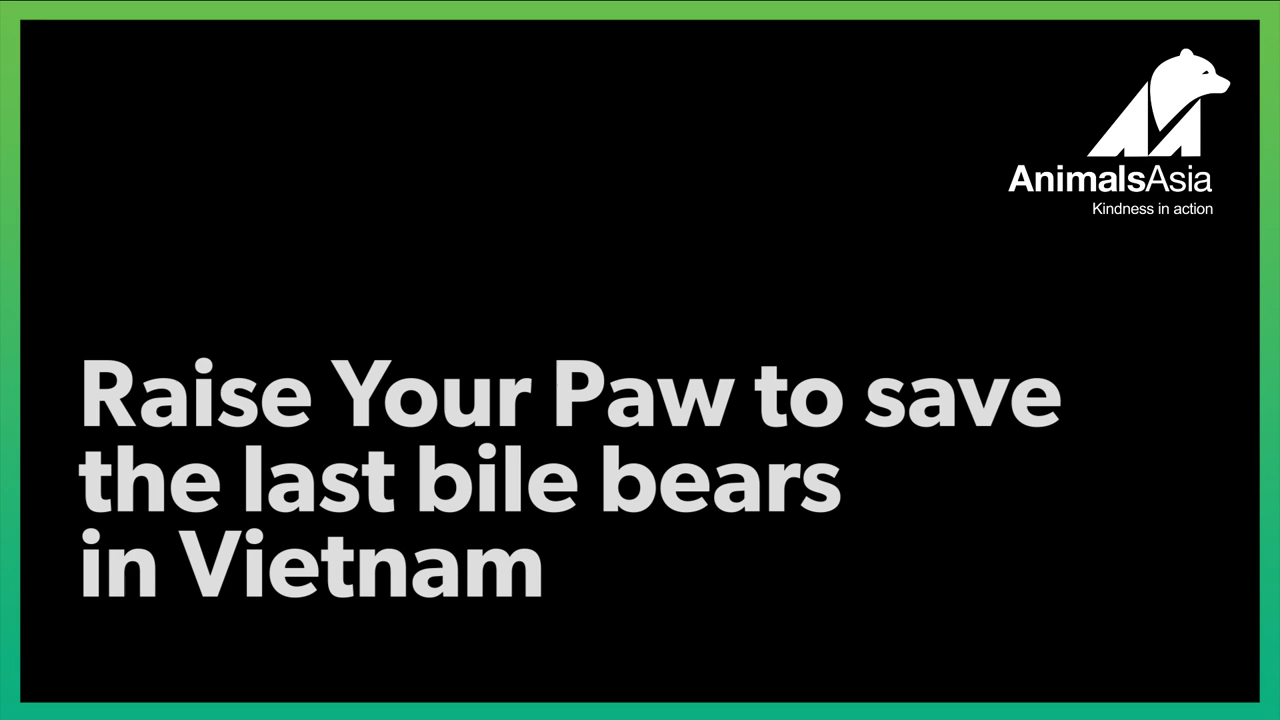 AnimalsAsia
Kindness in action
Raise Your Paw to save
the last bile bears
in Vietnam